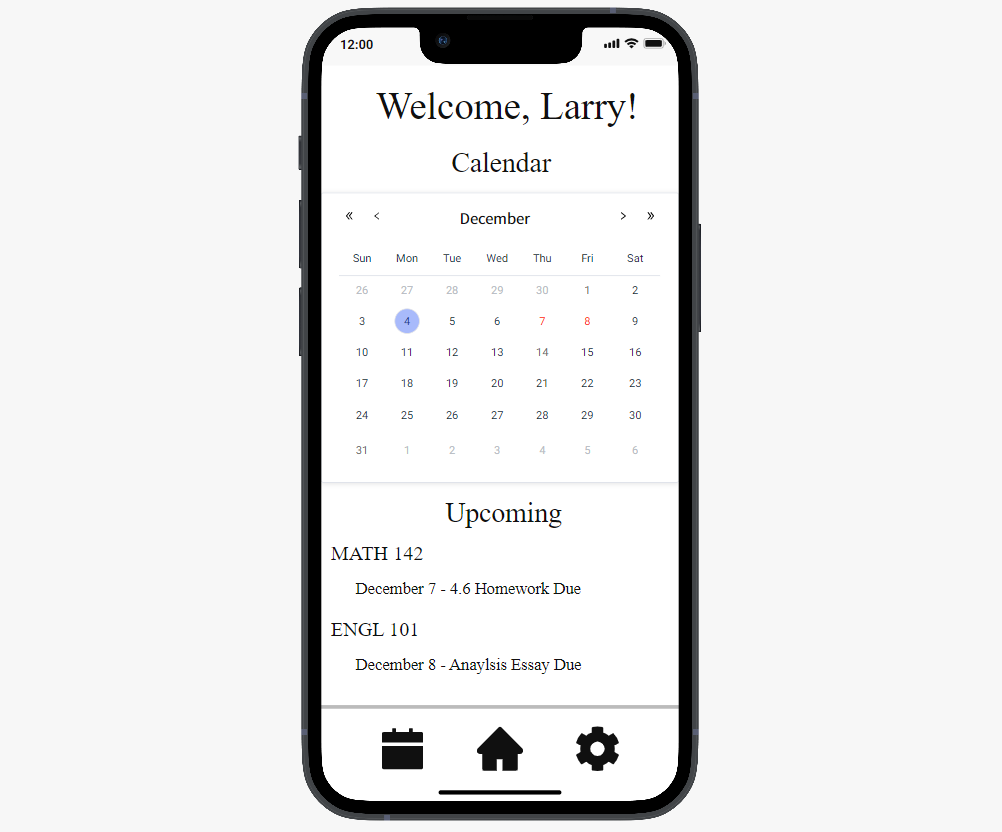 12:00
Welcome, Larry!
Calendar
« < December > »
Sun Mon Tue Wed Thu Fri Sat
26 27 28 29 30 1 2
3 4 5 6 7 8 9
10 11 12 13 14 15 16
17 18 19 20 21 22 23
24 25 26 27 28 29 30
31 1 2 3 4 5 6
Upcoming
MATH 142
December 7 - 4.6 Homework Due
ENGL 101
December 8 - Anaylsis Essay Due